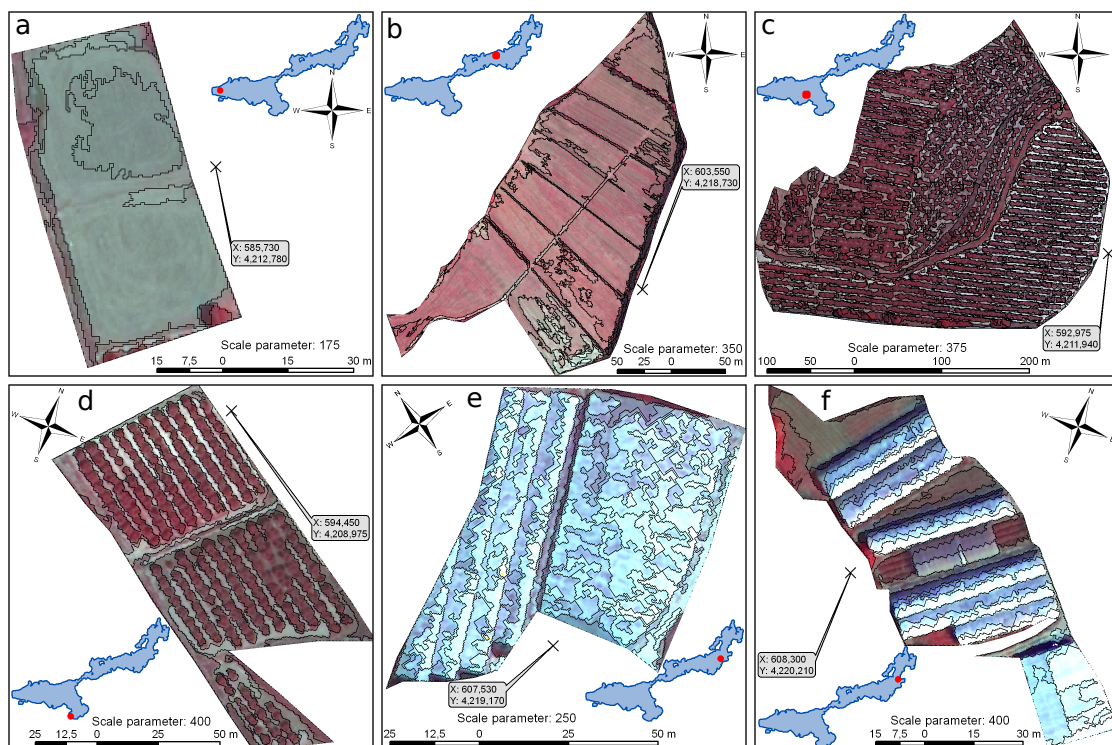 a
N
W
E
S
X: 585,730
Y: 4,212,780
Scale parameter: 175
15 7.5 0 15 30 m
b
N
W
E
S
X: 603,550
Y: 4,218,730
Scale parameter: 350
50 25 0 50 m
c
N
W
E
S
X: 592,975
Y: 4,211,940
Scale parameter: 375
100 50 0 100 200 m
d
N
W
E
S
X: 594,450
Y: 4,208,975
Scale parameter: 400
25 12.5 0 25 50 m
e
N
W
E
S
X: 607,530
Y: 4,219,170
Scale parameter: 250
25 12.5 0 25 50 m
f
N
W
E
S
X: 608,300
Y: 4,220,210
Scale parameter: 400
15 7.5 0 15 30 m